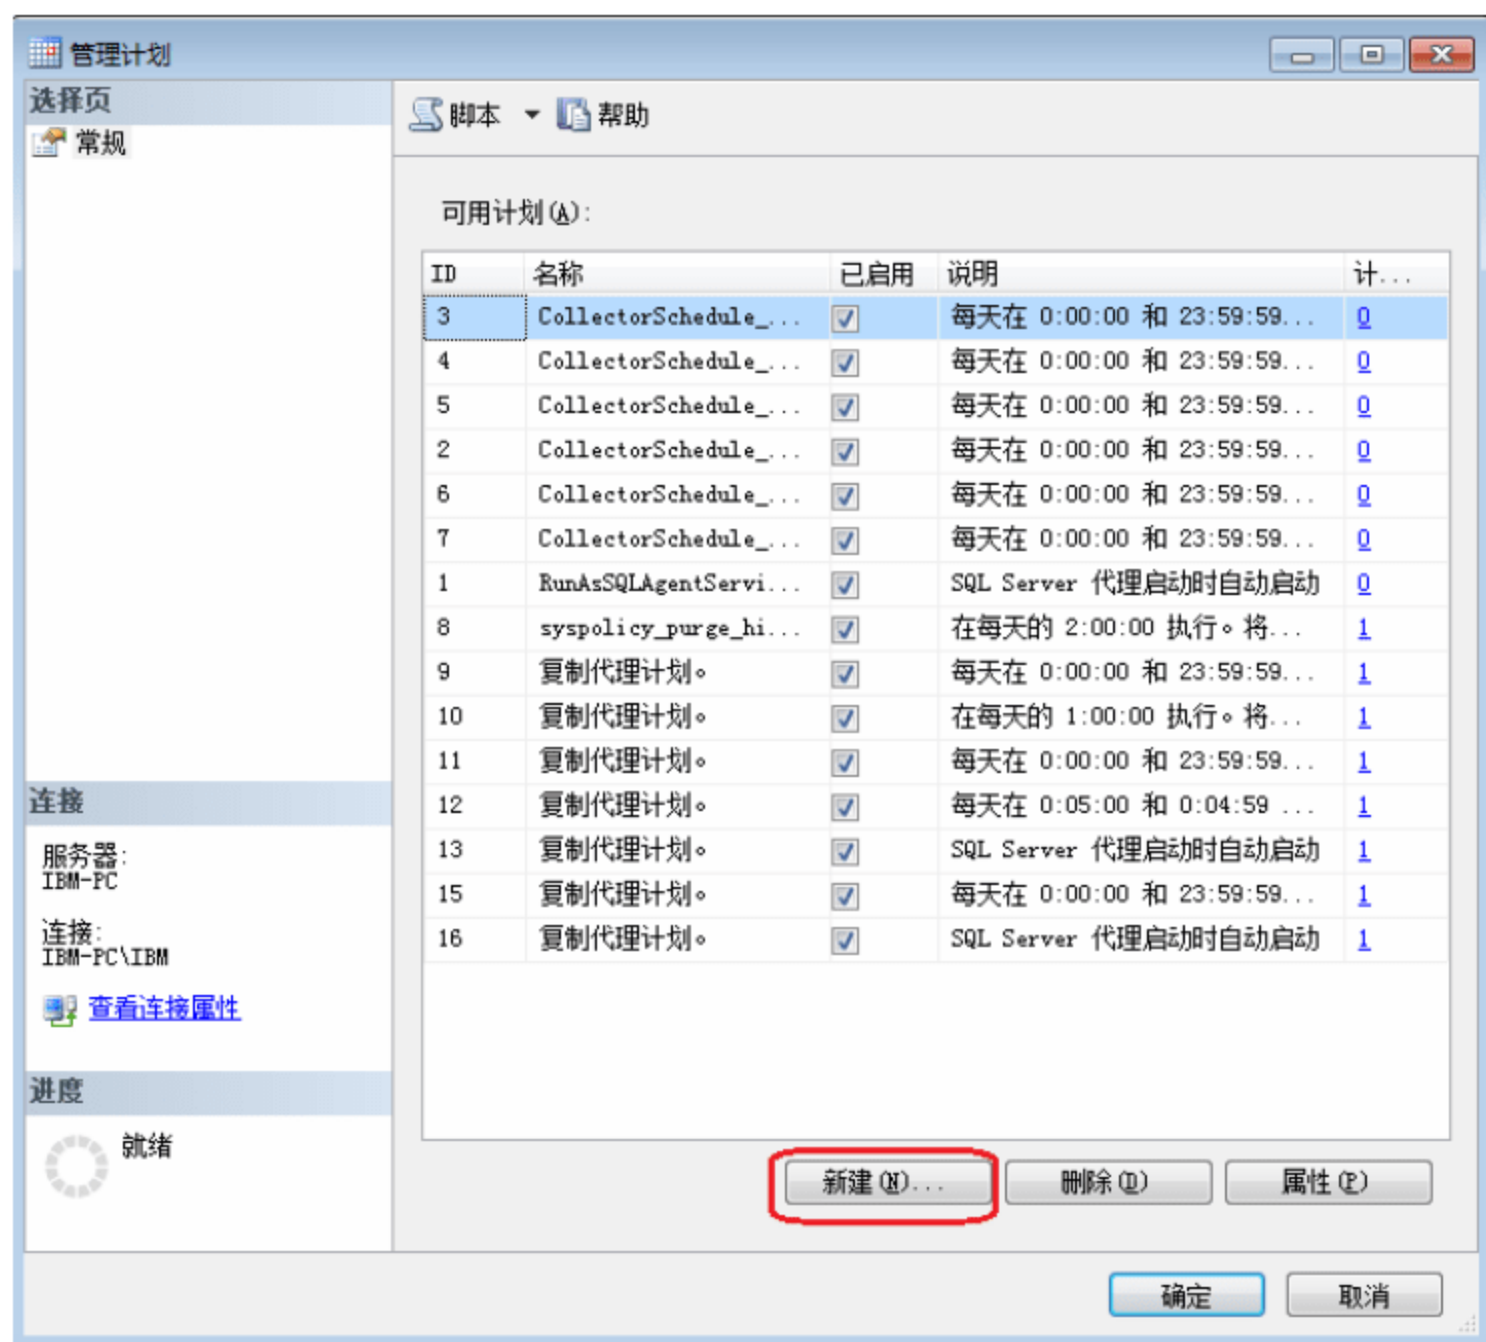 管理计划
选择页
常规
脚本 帮助
可用计划(A):
ID 名称 已启用 说明 计...
3 CollectorSchedule_... 每天在 0:00:00 和 23:59:59... 0
4 CollectorSchedule_... 每天在 0:00:00 和 23:59:59... 0
5 CollectorSchedule_... 每天在 0:00:00 和 23:59:59... 0
2 CollectorSchedule_... 每天在 0:00:00 和 23:59:59... 0
6 CollectorSchedule_... 每天在 0:00:00 和 23:59:59... 0
7 CollectorSchedule_... 每天在 0:00:00 和 23:59:59... 0
1 RunAsSQLAgentServi... SQL Server 代理启动时自动启动 0
8 syspolicy_purge_hi... 在每天的 2:00:00 执行。将... 1
9 复制代理计划。 每天在 0:00:00 和 23:59:59... 1
10 复制代理计划。 在每天的 1:00:00 执行。将... 1
11 复制代理计划。 每天在 0:00:00 和 23:59:59... 1
12 复制代理计划。 每天在 0:05:00 和 0:04:59 ... 1
13 复制代理计划。 SQL Server 代理启动时自动启动 1
15 复制代理计划。 每天在 0:00:00 和 23:59:59... 1
16 复制代理计划。 SQL Server 代理启动时自动启动 1
连接
服务器:
IBM-PC
连接:
IBM-PC\IBM
查看连接属性
进度
就绪
新建(N)... 删除(D) 属性(P)
确定 取消